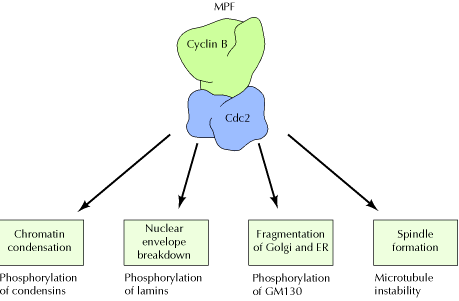 MPF
Cyclin B
Cdc2
Chromatin
condensation
Nuclear
envelope
breakdown
Fragmentation
of Golgi and ER
Spindle
formation
Phosphorylation
of condensins
Phosphorylation
of lamins
Phosphorylation
of GM130
Microtubule
instability